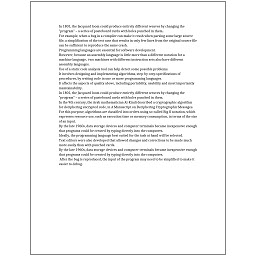 In 1801, the Jacquard loom could produce entirely different weaves by changing the
"program" – a series of pasteboard cards with holes punched in them.
For example, when a bug in a compiler can make it crash when parsing some large source
file, a simplification of the test case that results in only few lines from the original source file
can be sufficient to reproduce the same crash.
Programming languages are essential for software development.
However, because an assembly language is little more than a different notation for a
machine language, two machines with different instruction sets also have different
assembly languages.
Use of a static code analysis tool can help detect some possible problems.
It involves designing and implementing algorithms, step-by-step specifications of
procedures, by writing code in one or more programming languages.
It affects the aspects of quality above, including portability, usability and most importantly
maintainability.
In 1801, the Jacquard loom could produce entirely different weaves by changing the
"program" – a series of pasteboard cards with holes punched in them.
In the 9th century, the Arab mathematician Al-Kindi described a cryptographic algorithm
for deciphering encrypted code, in A Manuscript on Deciphering Cryptographic Messages.
For this purpose, algorithms are classified into orders using so-called Big O notation, which
expresses resource use, such as execution time or memory consumption, in terms of the size
of an input.
By the late 1960s, data storage devices and computer terminals became inexpensive enough
that programs could be created by typing directly into the computers.
Ideally, the programming language best suited for the task at hand will be selected.
Text editors were also developed that allowed changes and corrections to be made much
more easily than with punched cards.
By the late 1960s, data storage devices and computer terminals became inexpensive enough
that programs could be created by typing directly into the computers.
After the bug is reproduced, the input of the program may need to be simplified to make it
easier to debug.